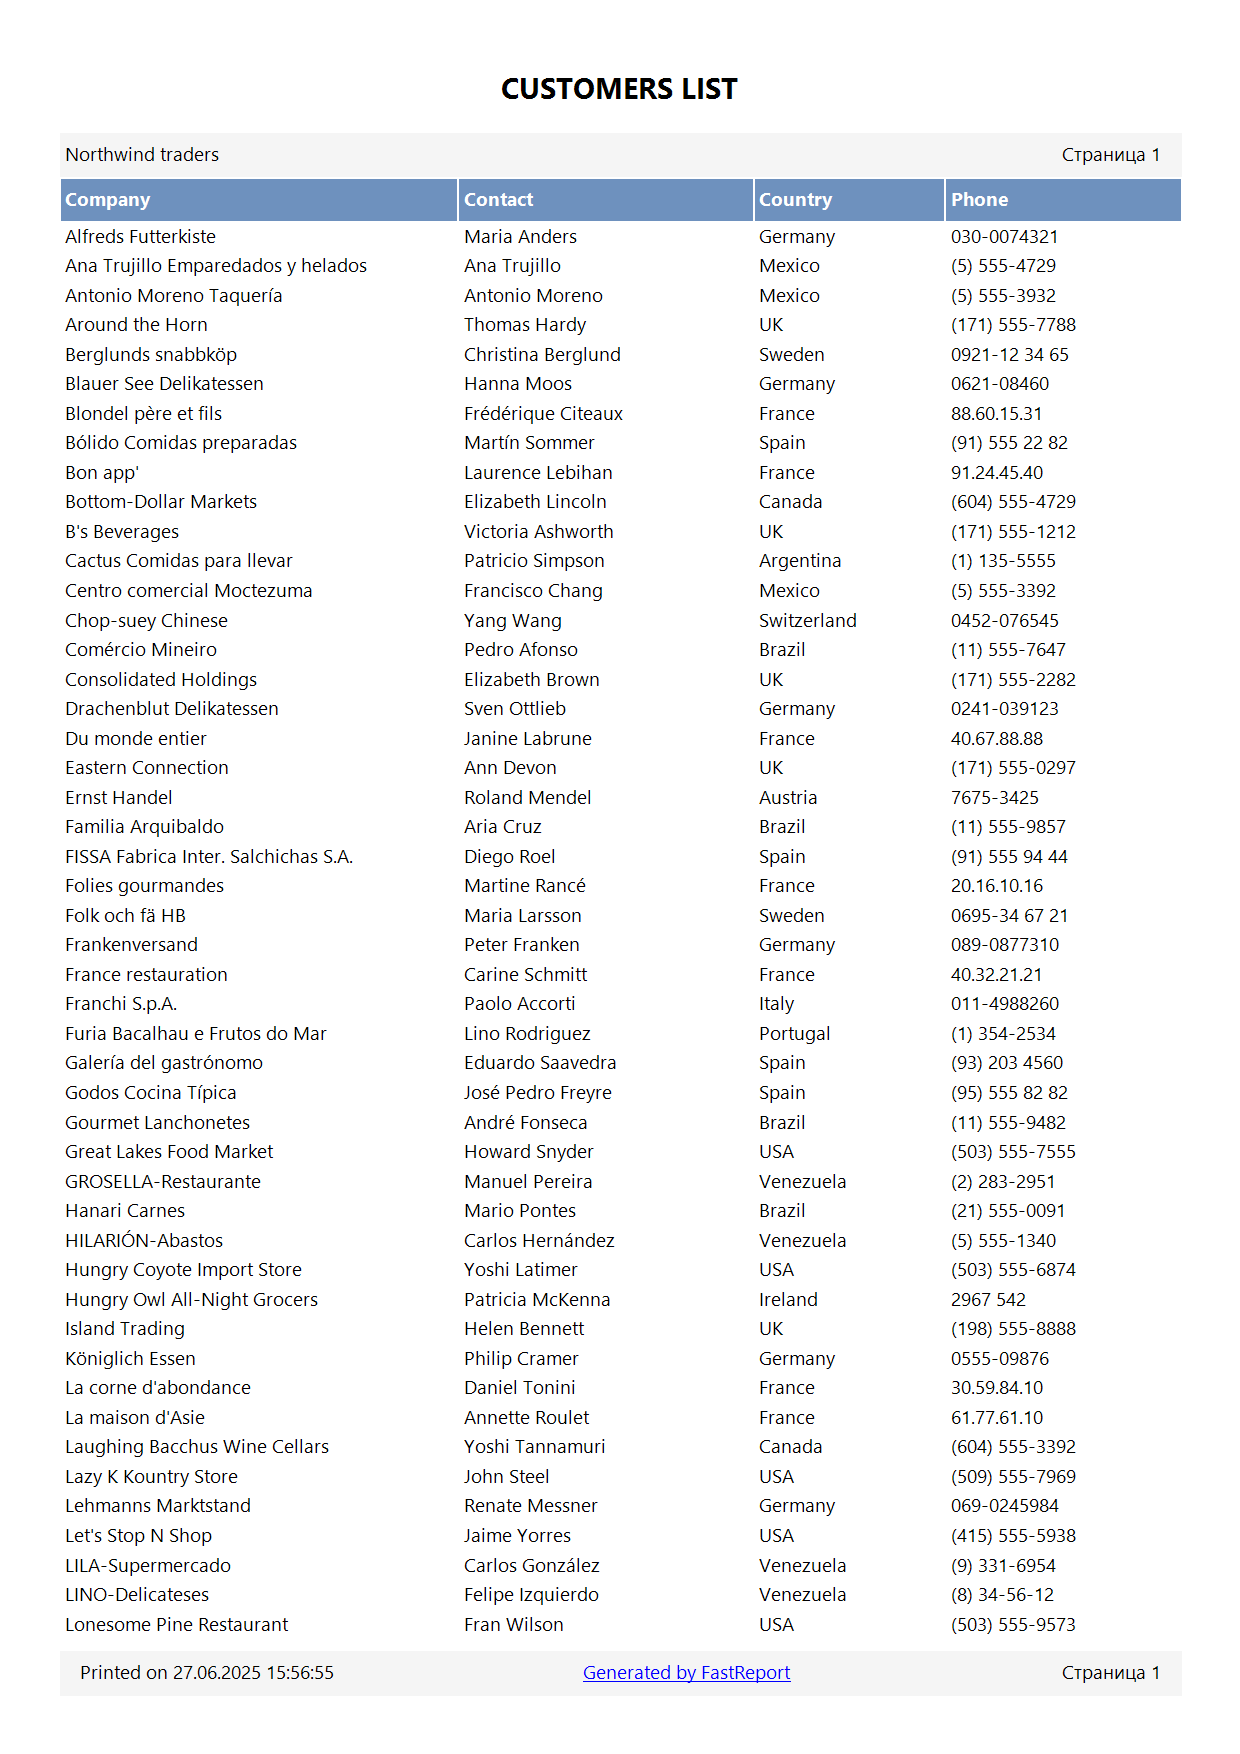 CUSTOMERS LIST
Northwind traders Страница 1
Company Contact Country Phone
Alfreds Futterkiste Maria Anders Germany 030-0074321
Ana Trujillo Emparedados y helados Ana Trujillo Mexico (5) 555-4729
Antonio Moreno Taquería Antonio Moreno Mexico (5) 555-3932
Around the Horn Thomas Hardy UK (171) 555-7788
Berglunds snabbköp Christina Berglund Sweden 0921-12 34 65
Blauer See Delikatessen Hanna Moos Germany 0621-08460
Blondel père et fils Frédérique Citeaux France 88.60.15.31
Bólido Comidas preparadas Martín Sommer Spain (91) 555 22 82
Bon app' Laurence Lebihan France 91.24.45.40
Bottom-Dollar Markets Elizabeth Lincoln Canada (604) 555-4729
B's Beverages Victoria Ashworth UK (171) 555-1212
Cactus Comidas para llevar Patricio Simpson Argentina (1) 135-5555
Centro comercial Moctezuma Francisco Chang Mexico (5) 555-3392
Chop-suey Chinese Yang Wang Switzerland 0452-076545
Comércio Mineiro Pedro Afonso Brazil (11) 555-7647
Consolidated Holdings Elizabeth Brown UK (171) 555-2282
Drachenblut Delikatessen Sven Ottlieb Germany 0241-039123
Du monde entier Janine Labrune France 40.67.88.88
Eastern Connection Ann Devon UK (171) 555-0297
Ernst Handel Roland Mendel Austria 7675-3425
Familia Arquibaldo Aria Cruz Brazil (11) 555-9857
FISSA Fabrica Inter. Salchichas S.A. Diego Roel Spain (91) 555 94 44
Folies gourmandes Martine Rancé France 20.16.10.16
Folk och fä HB Maria Larsson Sweden 0695-34 67 21
Frankenversand Peter Franken Germany 089-0877310
France restauration Carine Schmitt France 40.32.21.21
Franchi S.p.A. Paolo Accorti Italy 011-4988260
Furia Bacalhau e Frutos do Mar Lino Rodriguez Portugal (1) 354-2534
Galería del gastrónomo Eduardo Saavedra Spain (93) 203 4560
Godos Cocina Típica José Pedro Freyre Spain (95) 555 82 82
Gourmet Lanchonetes André Fonseca Brazil (11) 555-9482
Great Lakes Food Market Howard Snyder USA (503) 555-7555
GROSELLA-Restaurante Manuel Pereira Venezuela (2) 283-2951
Hanari Carnes Mario Pontes Brazil (21) 555-0091
HILARIÓN-Abastos Carlos Hernández Venezuela (5) 555-1340
Hungry Coyote Import Store Yoshi Latimer USA (503) 555-6874
Hungry Owl All-Night Grocers Patricia McKenna Ireland 2967 542
Island Trading Helen Bennett UK (198) 555-8888
Königlich Essen Philip Cramer Germany 0555-09876
La corne d'abondance Daniel Tonini France 30.59.84.10
La maison d'Asie Annette Roulet France 61.77.61.10
Laughing Bacchus Wine Cellars Yoshi Tannamuri Canada (604) 555-3392
Lazy K Kountry Store John Steel USA (509) 555-7969
Lehmanns Marktstand Renate Messner Germany 069-0245984
Let's Stop N Shop Jaime Yorres USA (415) 555-5938
LILA-Supermercado Carlos González Venezuela (9) 331-6954
LINO-Delicateses Felipe Izquierdo Venezuela (8) 34-56-12
Lonesome Pine Restaurant Fran Wilson USA (503) 555-9573
Printed on 27.06.2025 15:56:55 Generated by FastReport Страница 1